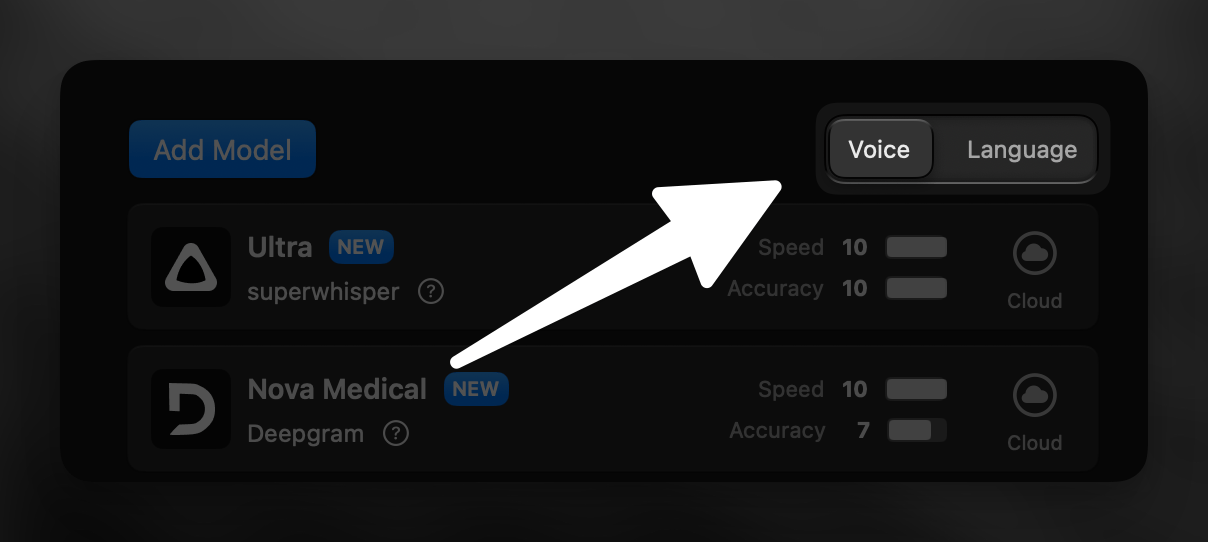 Add Model
Voice Language
Ultra NEW
superwhisper ?
Speed 10
Accuracy 10
Cloud
Nova Medical NEW
Deepgram ?
Speed 10
Accuracy 7
Cloud